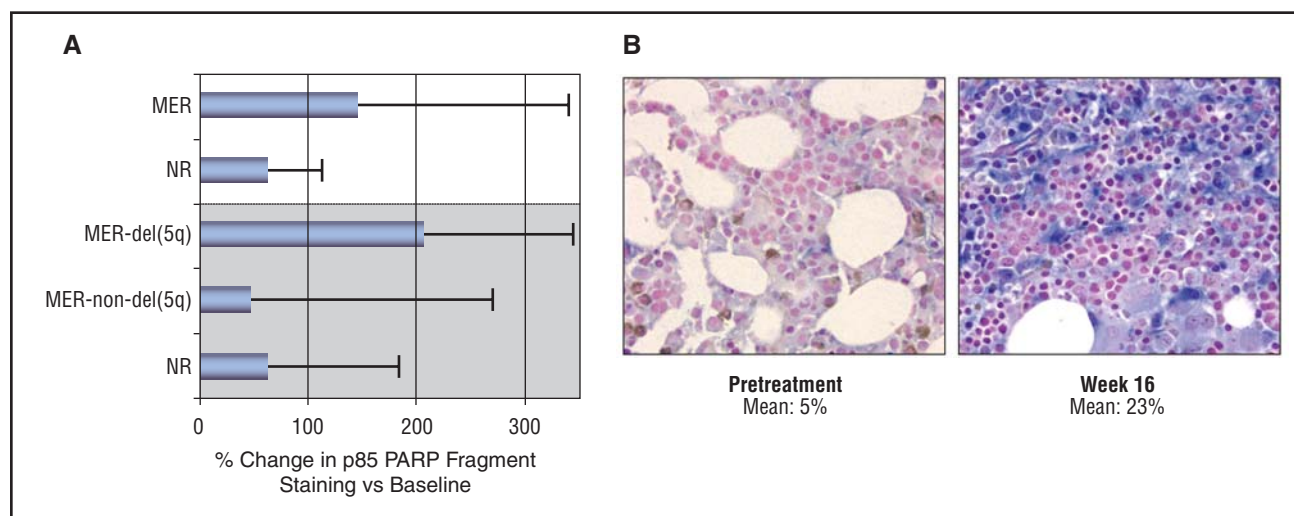 A
MER
NR
MER-del(5q)
MER-non-del(5q)
NR
0 100 200 300
% Change in p85 PARP Fragment
Staining vs Baseline
B
Pretreatment
Mean: 5%
Week 16
Mean: 23%